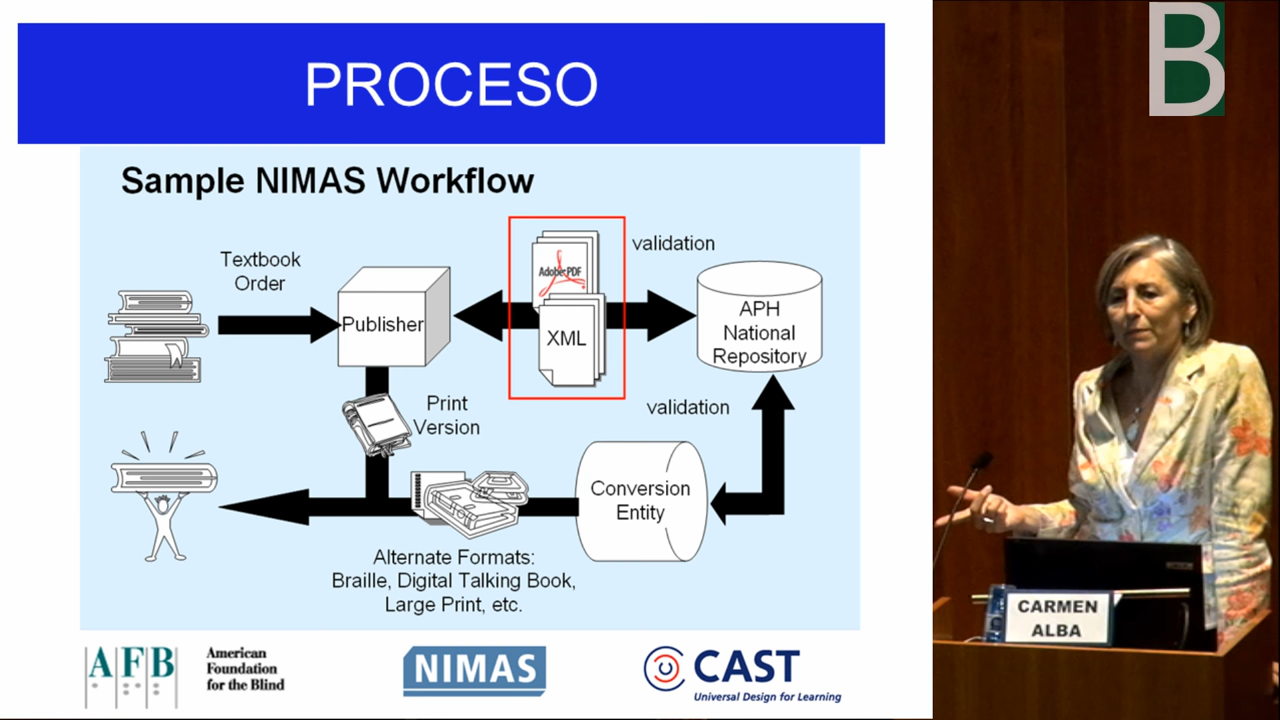 PROCESO
B
Sample NIMAS Workflow
Textbook
Order
Publisher
Adobe PDF
XML
validation
APH
National
Repository
Print
Version
validation
Conversion
Entity
Alternate Formats:
Braille, Digital Talking Book,
Large Print, etc.
AFB
American
Foundation
for the Blind
NIMAS
CAST
Universal Design for Learning
CARMEN
ALBA